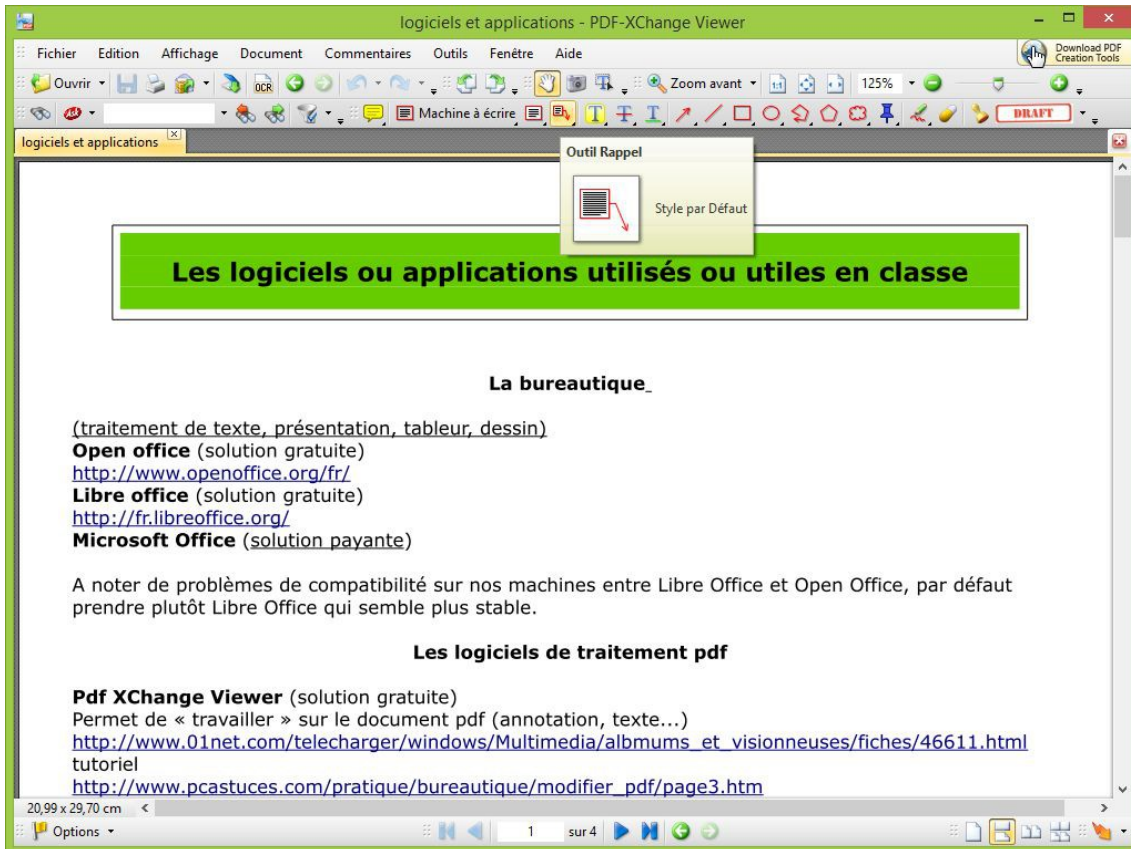 logiciels et applications - PDF-XChange Viewer
Fichier Edition Affichage Document Commentaires Outils Fenêtre Aide
Download PDF
Creation Tools
Ouvrir OCR Zoom avant 1:1 125%
Machine à écrire T T T DRAFT
logiciels et applications
Outil Rappel
Style par Défaut
Les logiciels ou applications utilisés ou utiles en classe
La bureautique
(traitement de texte, présentation, tableur, dessin)
Open office (solution gratuite)
http://www.openoffice.org/fr/
Libre office (solution gratuite)
http://fr.libreoffice.org/
Microsoft Office (solution payante)
A noter de problèmes de compatibilité sur nos machines entre Libre Office et Open Office, par défaut
prendre plutôt Libre Office qui semble plus stable.
Les logiciels de traitement pdf
Pdf XChange Viewer (solution gratuite)
Permet de « travailler » sur le document pdf (annotation, texte...)
http://www.01net.com/telecharger/windows/Multimedia/albmums_et_visionneuses/fiches/46611.html
tutoriel
http://www.pcastuces.com/pratique/bureautique/modifier_pdf/page3.htm
20,99 x 29,70 cm
Options 1 sur 4